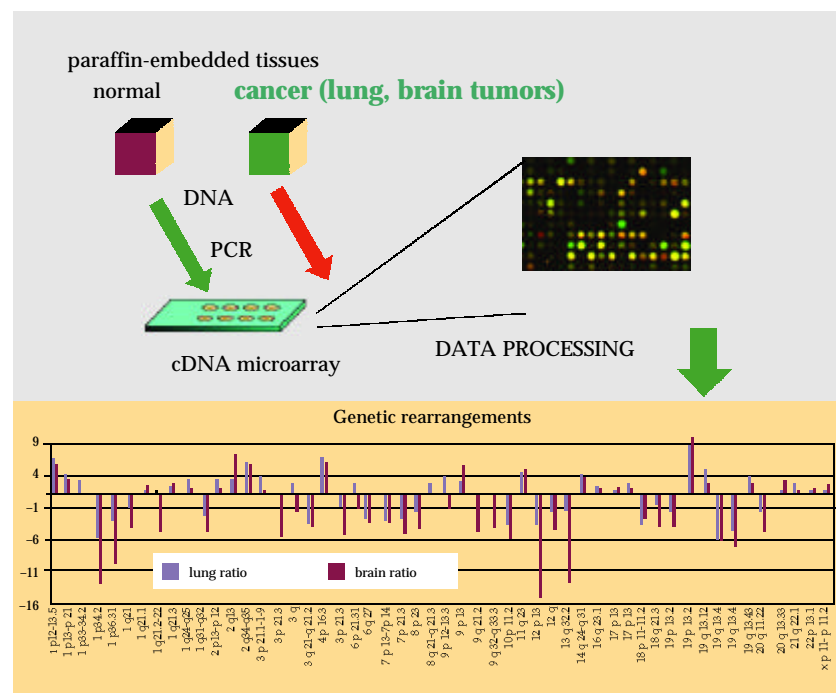 paraffin-embedded tissues
normal
cancer (lung, brain tumors)
DNA
PCR
cDNA microarray
DATA PROCESSING
Genetic rearrangements
9
4
−1
−6
−11
−16
lung ratio
brain ratio
1 p12-13.5
1 p13-p 21
1 p33-34.2
1 p34.2
1 p36.31
1 q21
1 q21.1
1 q21.2-22
1 q21.3
1 q24-q25
1 q31-q32
2 p13-p 12
2 q13
2 q34-q35
3 p 21.1-1-9
3 p 21.3
3 q
3 q21-q 21.2
4 p 16.3
3 p 21.3
6 p 21.31
6 q 27
7 p 13-7p 14
7 p 21.3
8 p 23
8 q21-q 21.3
9 p 12-13.3
9 p 13
9 q 21.2
9 q 32-q 33.3
10 p 11.2
11 q 23
12 p 13
12 q
13 q 32.2
14 q 24-q 31
16 q 23.1
17 p 13
17 p 13
18 p 11-11.2
18 q 21.3
19 p 13.2
19 p 13.2
19 q 13.12
19 q 13.4
19 q 13.4
19 q 13.43
20 q 11.22
20 q 13.33
21 q 22.1
22 p 13.1
x p 11- p 11.2